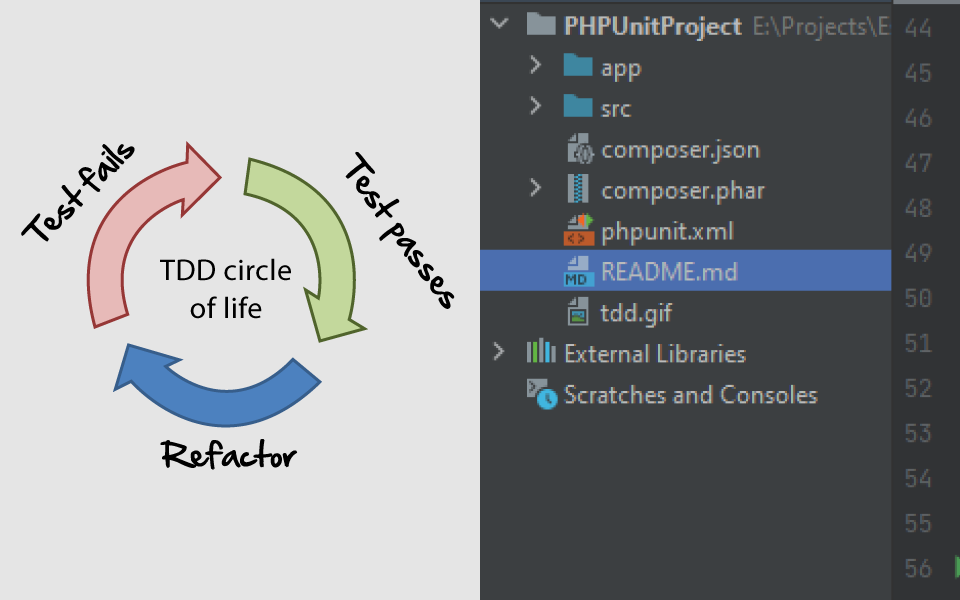 Test fails
Test passes
TDD circle
of life
Refactor
PHPUnitProject E:\Projects\E
app
src
composer.json
composer.phar
phpunit.xml
MD README.md
tdd.gif
External Libraries
Scratches and Consoles
44
45
46
47
48
49
50
51
52
53
54
55
56